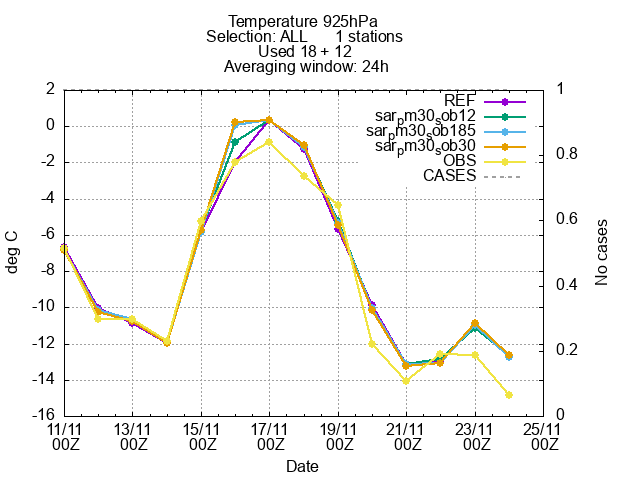 Temperature 925hPa
Selection: ALL 1 stations
Used 18 + 12
Averaging window: 24h
REF
sarpm30sob12
sarpm30sob185
sarpm30sob30
OBS
CASES
2
0
-2
-4
-6
-8
-10
-12
-14
-16
deg C
1
0.8
0.6
0.4
0.2
0
No cases
11/11 13/11 15/11 17/11 19/11 21/11 23/11 25/11
00Z 00Z 00Z 00Z 00Z 00Z 00Z 00Z
Date